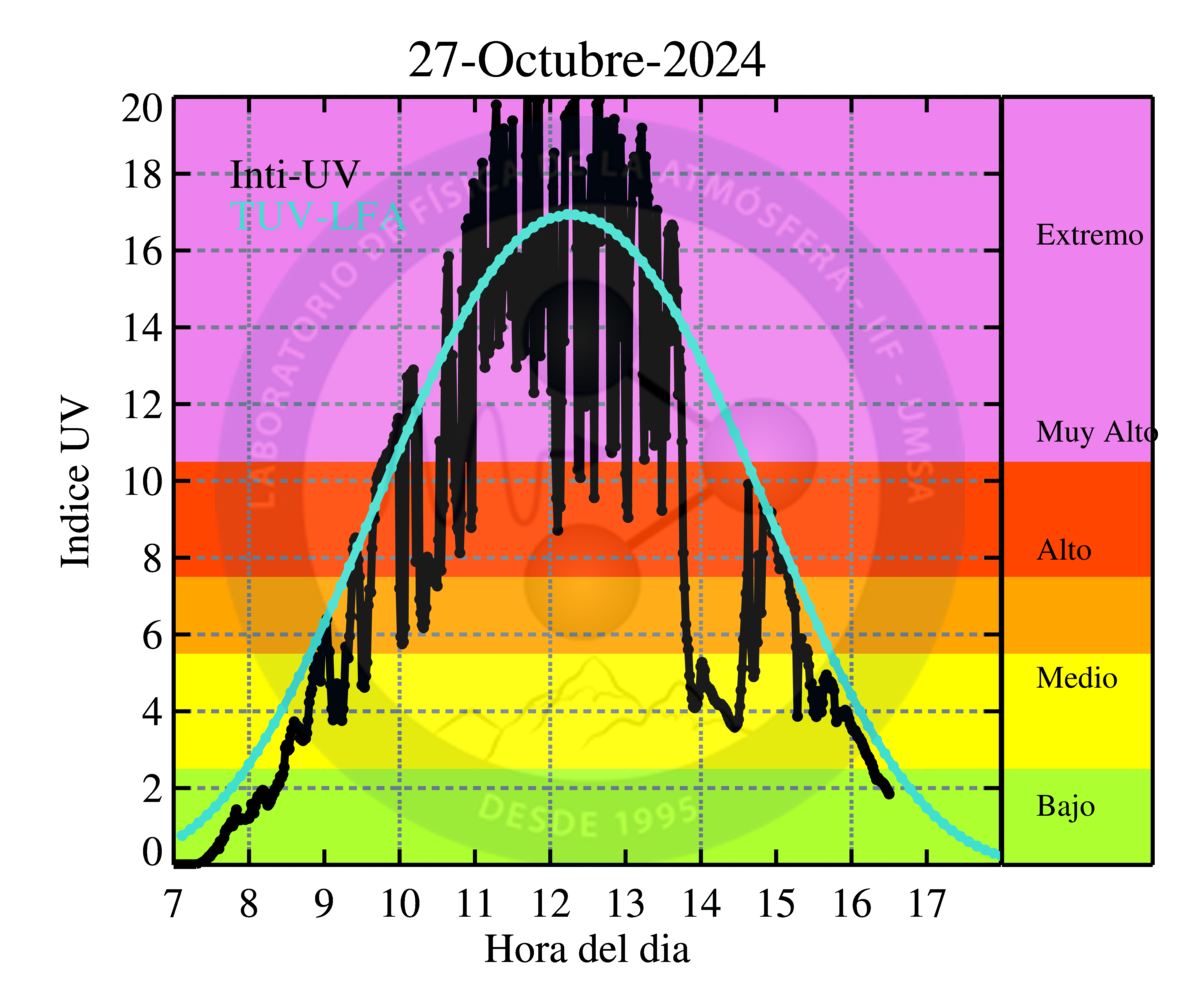 27-Octubre-2024
Inti-UV
TUV-LFA
Indice UV
20
18
16
14
12
10
8
6
4
2
0
7 8 9 10 11 12 13 14 15 16 17
Hora del dia
Extremo
Muy Alto
Alto
Medio
Bajo
LABORATORIO DE FÍSICA DE LA ATMÓSFERA - IIF - UMSA
DESDE 1995